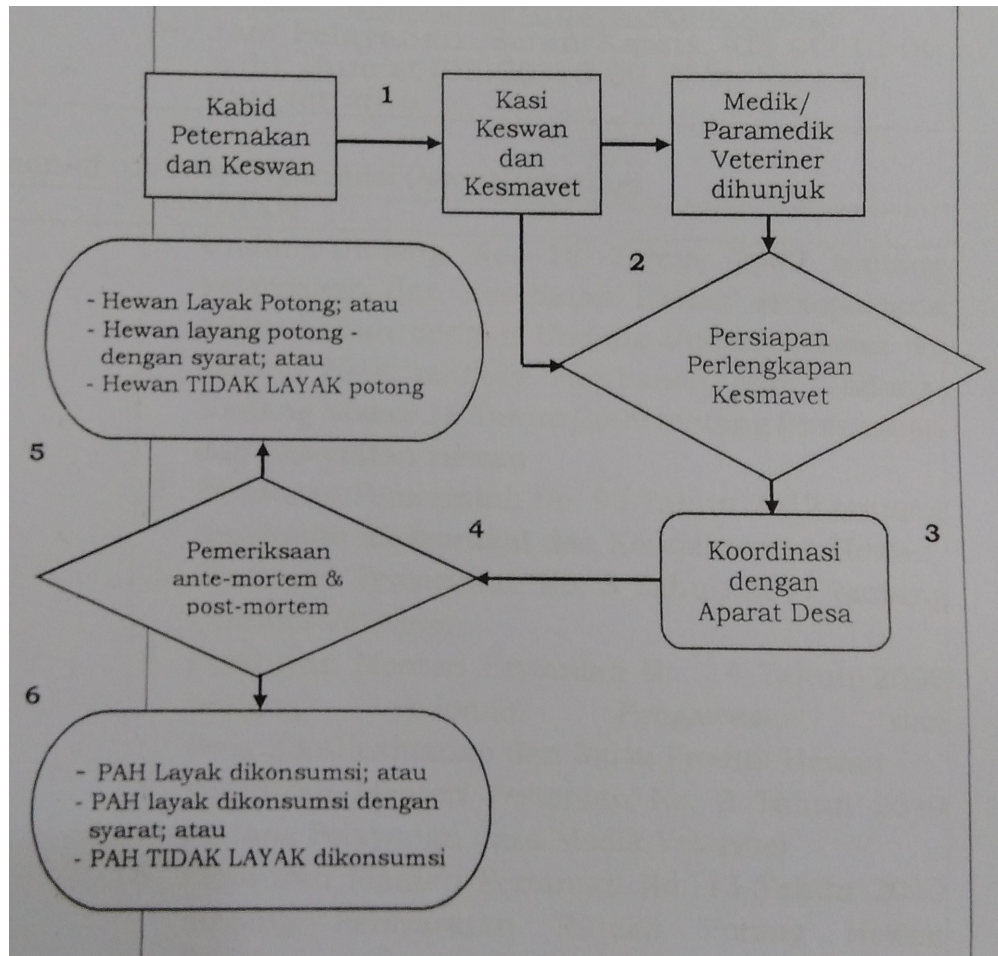 1
Kabid
Peternakan
dan Keswan
Kasi
Keswan
dan
Kesmavet
Medik/
Paramedik
Veteriner
dihunjuk
2
Persiapan
Perlengkapan
Kesmavet
3
Koordinasi
dengan
Aparat Desa
4
Pemeriksaan
ante-mortem &
post-mortem
5
- Hewan Layak Potong; atau
- Hewan layang potong -
dengan syarat; atau
- Hewan TIDAK LAYAK potong
6
- PAH Layak dikonsumsi; atau
- PAH layak dikonsumsi dengan
syarat; atau
- PAH TIDAK LAYAK dikonsumsi